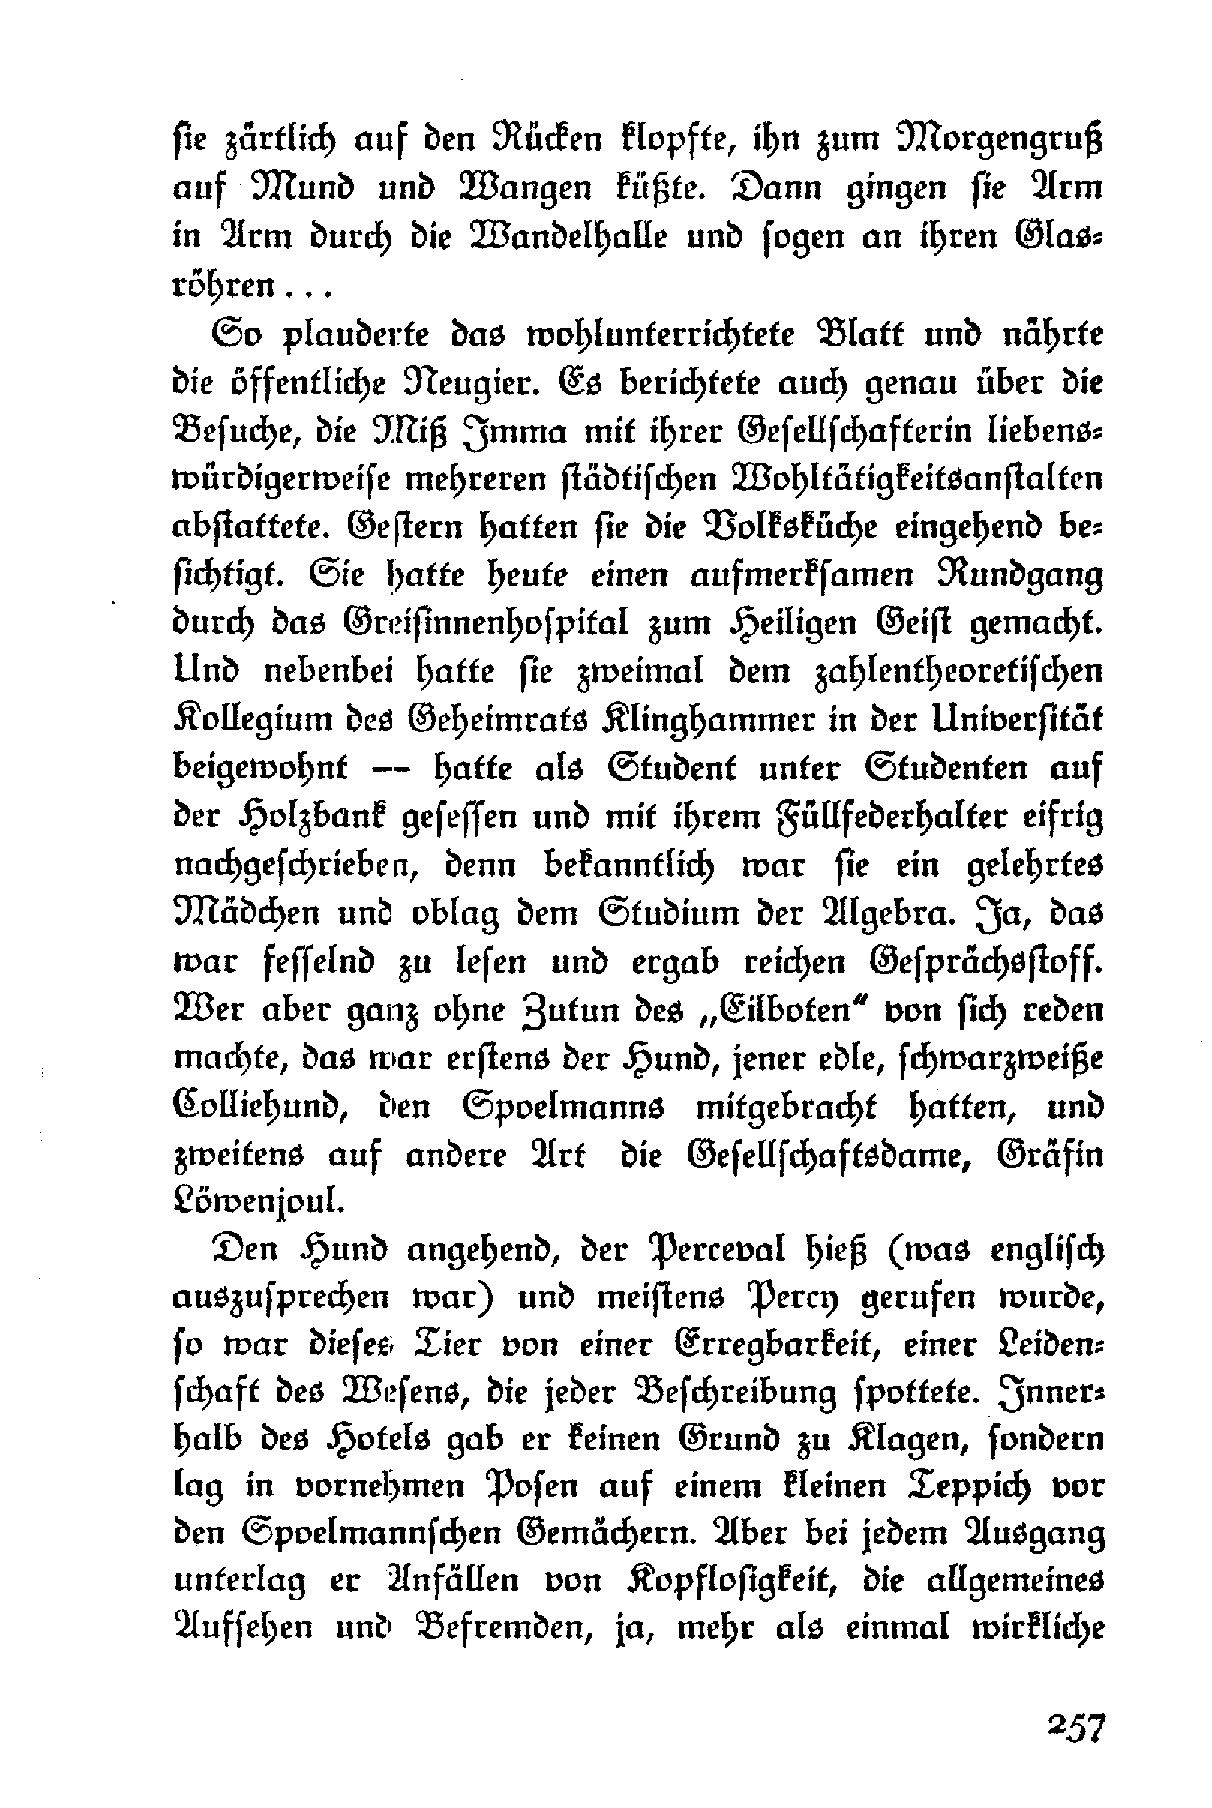 sie zärtlich auf den Rücken klopfte, ihn zum Morgengruß
auf Mund und Wangen küßte. Dann gingen sie Arm
in Arm durch die Wandelhalle und sogen an ihren Glas-
röhren . . .
So plauderte das wohlunterrichtete Blatt und nährte
die öffentliche Neugier. Es berichtete auch genau über die
Besuche, die Miß Imma mit ihrer Gesellschafterin liebens-
würdigerweise mehreren städtischen Wohltätigkeitsanstalten
abstattete. Gestern hatten sie die Volksküche eingehend be-
sichtigt. Sie hatte heute einen aufmerksamen Rundgang
durch das Greisinnenhospital zum Heiligen Geist gemacht.
Und nebenbei hatte sie zweimal dem zahlentheoretischen
Kollegium des Geheimrats Klinghammer in der Universität
beigewohnt — hatte als Student unter Studenten auf
der Holzbank gesessen und mit ihrem Füllfederhalter eifrig
nachgeschrieben, denn bekanntlich war sie ein gelehrtes
Mädchen und oblag dem Studium der Algebra. Ja, das
war fesselnd zu lesen und ergab reichen Gesprächsstoff.
Wer aber ganz ohne Zutun des „Eilboten“ von sich reden
machte, das war erstens der Hund, jener edle, schwarzweiße
Colliehund, den Spoelmanns mitgebracht hatten, und
zweitens auf andere Art die Gesellschaftsdame, Gräfin
Löwenjoul.
Den Hund angehend, der Perceval hieß (was englisch
auszusprechen war) und meistens Percy gerufen wurde,
so war dieses Tier von einer Erregbarkeit, einer Leiden-
schaft des Wesens, die jeder Beschreibung spottete. Inner-
halb des Hotels gab er keinen Grund zu Klagen, sondern
lag in vornehmen Posen auf einem kleinen Teppich vor
den Spoelmannschen Gemächern. Aber bei jedem Ausgang
unterlag er Anfällen von Kopflosigkeit, die allgemeines
Aufsehen und Befremden, ja, mehr als einmal wirkliche
257